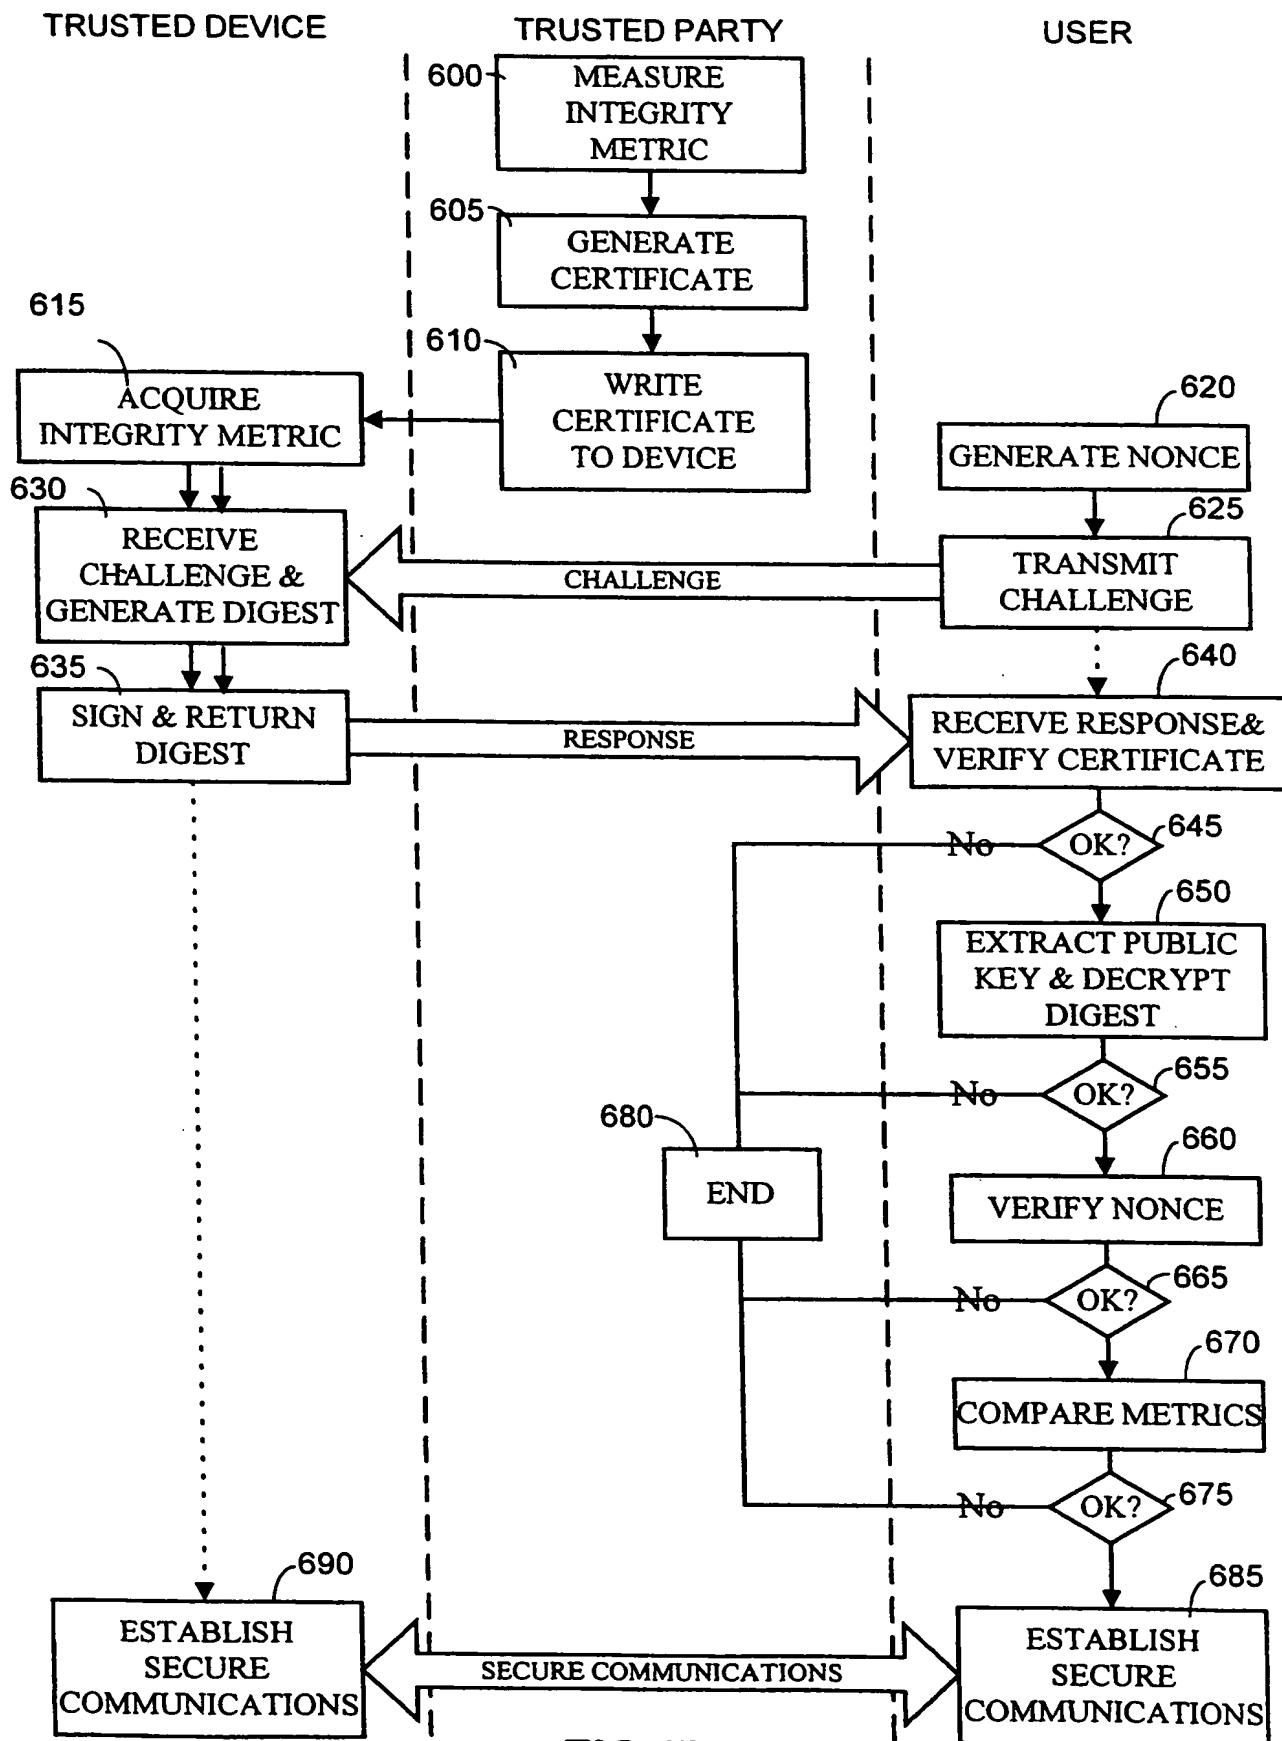 TRUSTED DEVICE
TRUSTED PARTY
USER
600
MEASURE
INTEGRITY
METRIC
605
GENERATE
CERTIFICATE
615
610
WRITE
CERTIFICATE
TO DEVICE
ACQUIRE
INTEGRITY METRIC
620
GENERATE NONCE
630
RECEIVE
CHALLENGE &
GENERATE DIGEST
CHALLENGE
625
TRANSMIT
CHALLENGE
635
SIGN & RETURN
DIGEST
RESPONSE
640
RECEIVE RESPONSE&
VERIFY CERTIFICATE
No
OK?
645
650
EXTRACT PUBLIC
KEY & DECRYPT
DIGEST
No
OK?
655
680
END
660
VERIFY NONCE
No
OK?
665
670
COMPARE METRICS
No
OK?
675
690
ESTABLISH
SECURE
COMMUNICATIONS
SECURE COMMUNICATIONS
685
ESTABLISH
SECURE
COMMUNICATIONS